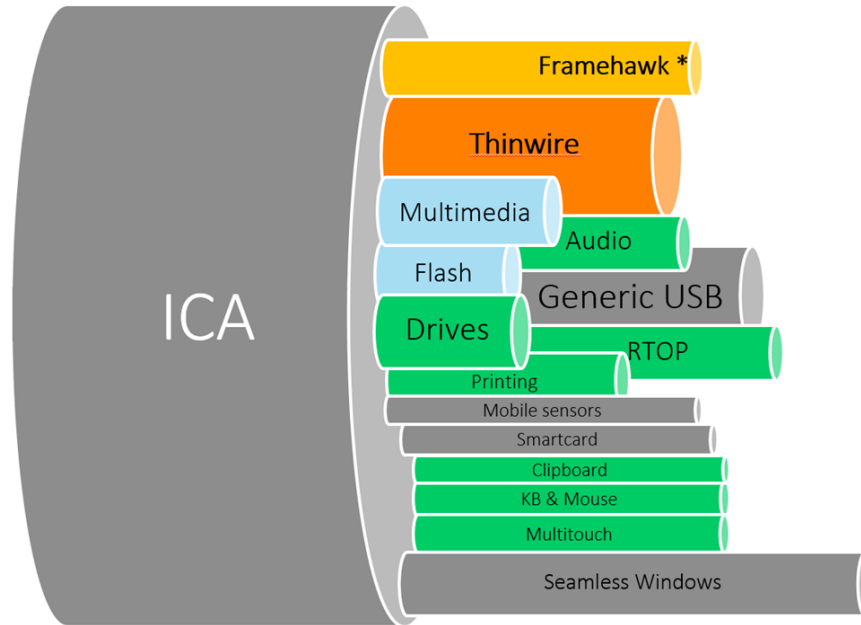 ICA
Framehawk *
Thinwire
Multimedia
Audio
Flash
Generic USB
Drives
RTOP
Printing
Mobile sensors
Smartcard
Clipboard
KB & Mouse
Multitouch
Seamless Windows